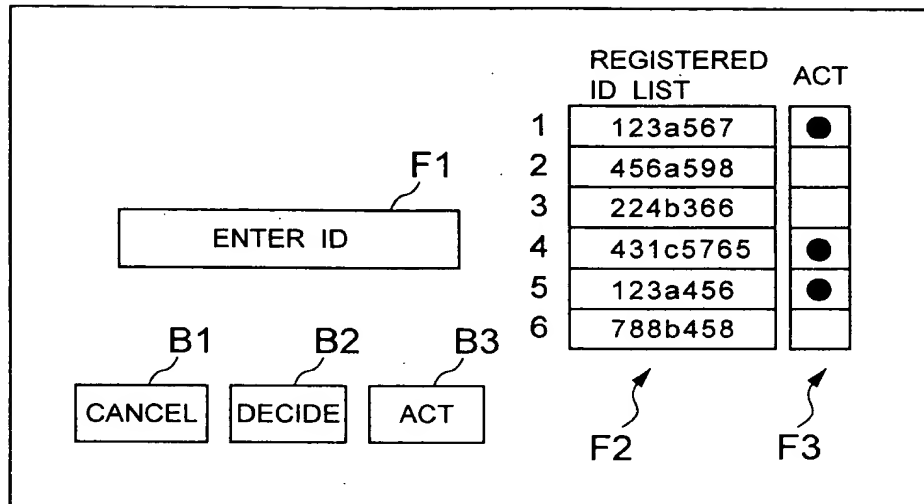 REGISTERED
ID LIST
ACT
1 123a567
2 456a598
3 224b366
4 431c5765
5 123a456
6 788b458
F1
ENTER ID
B1 B2 B3
CANCEL DECIDE ACT
F2 F3